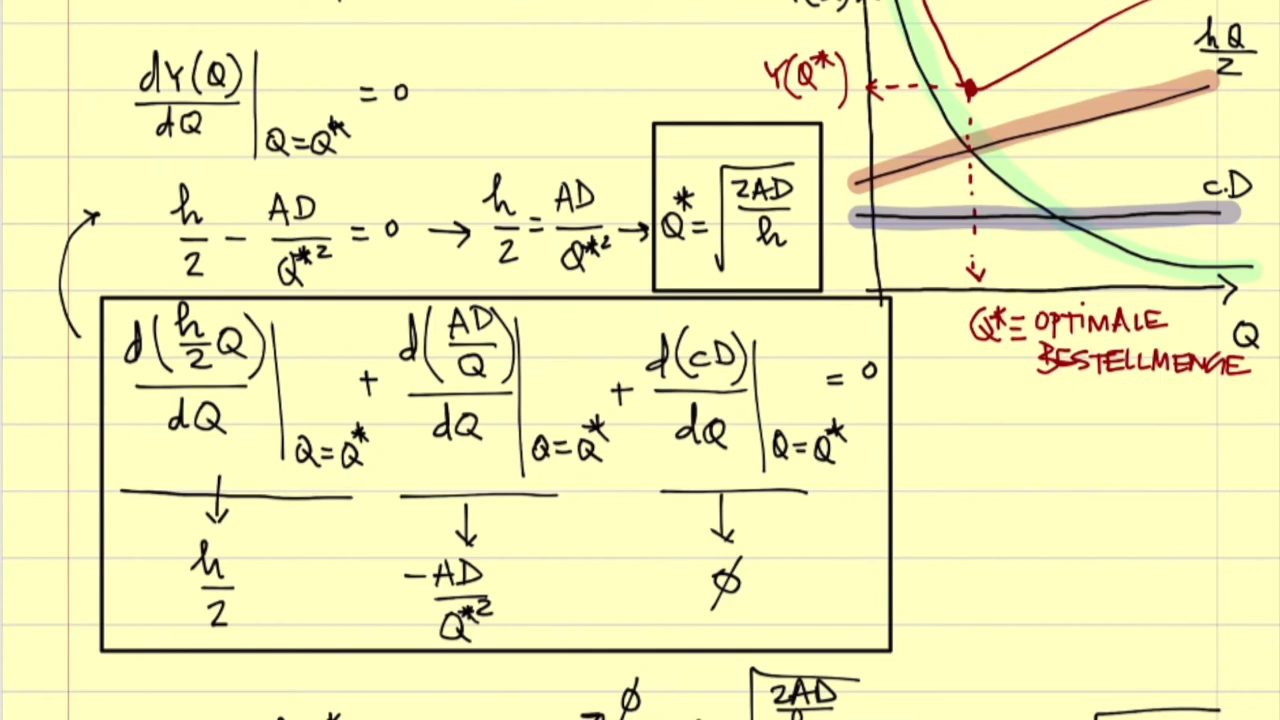 dY(Q)/dQ |Q=Q* = 0
h/2 - AD/Q*² = 0 → h/2 = AD/Q*² → Q* = √(2AD/h)
d(h/2 Q)/dQ |Q=Q* + d(AD/Q)/dQ |Q=Q* + d(cD)/dQ |Q=Q* = 0
↓ ↓ ↓
h/2 -AD/Q*² ∅
hQ/2
Y(Q*)
c.D
Q
Q* ≡ OPTIMALE
BESTELLMENGE
∅
2AD